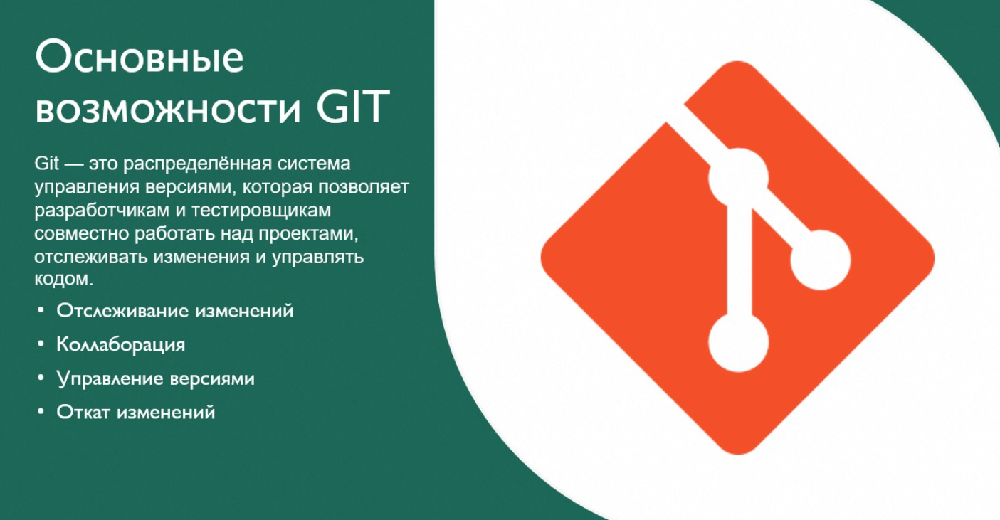 Основные
возможности GIT
Git — это распределённая система
управления версиями, которая позволяет
разработчикам и тестировщикам
совместно работать над проектами,
отслеживать изменения и управлять
кодом.
• Отслеживание изменений
• Коллаборация
• Управление версиями
• Откат изменений